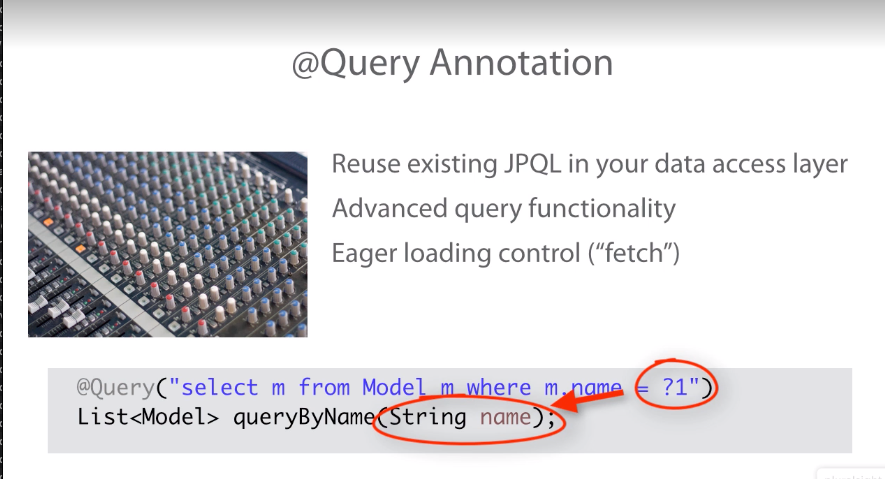 @Query Annotation
Reuse existing JPQL in your data access layer
Advanced query functionality
Eager loading control (“fetch”)
@Query("select m from Model m where m.name = ?1")
List<Model> queryByName(String name);